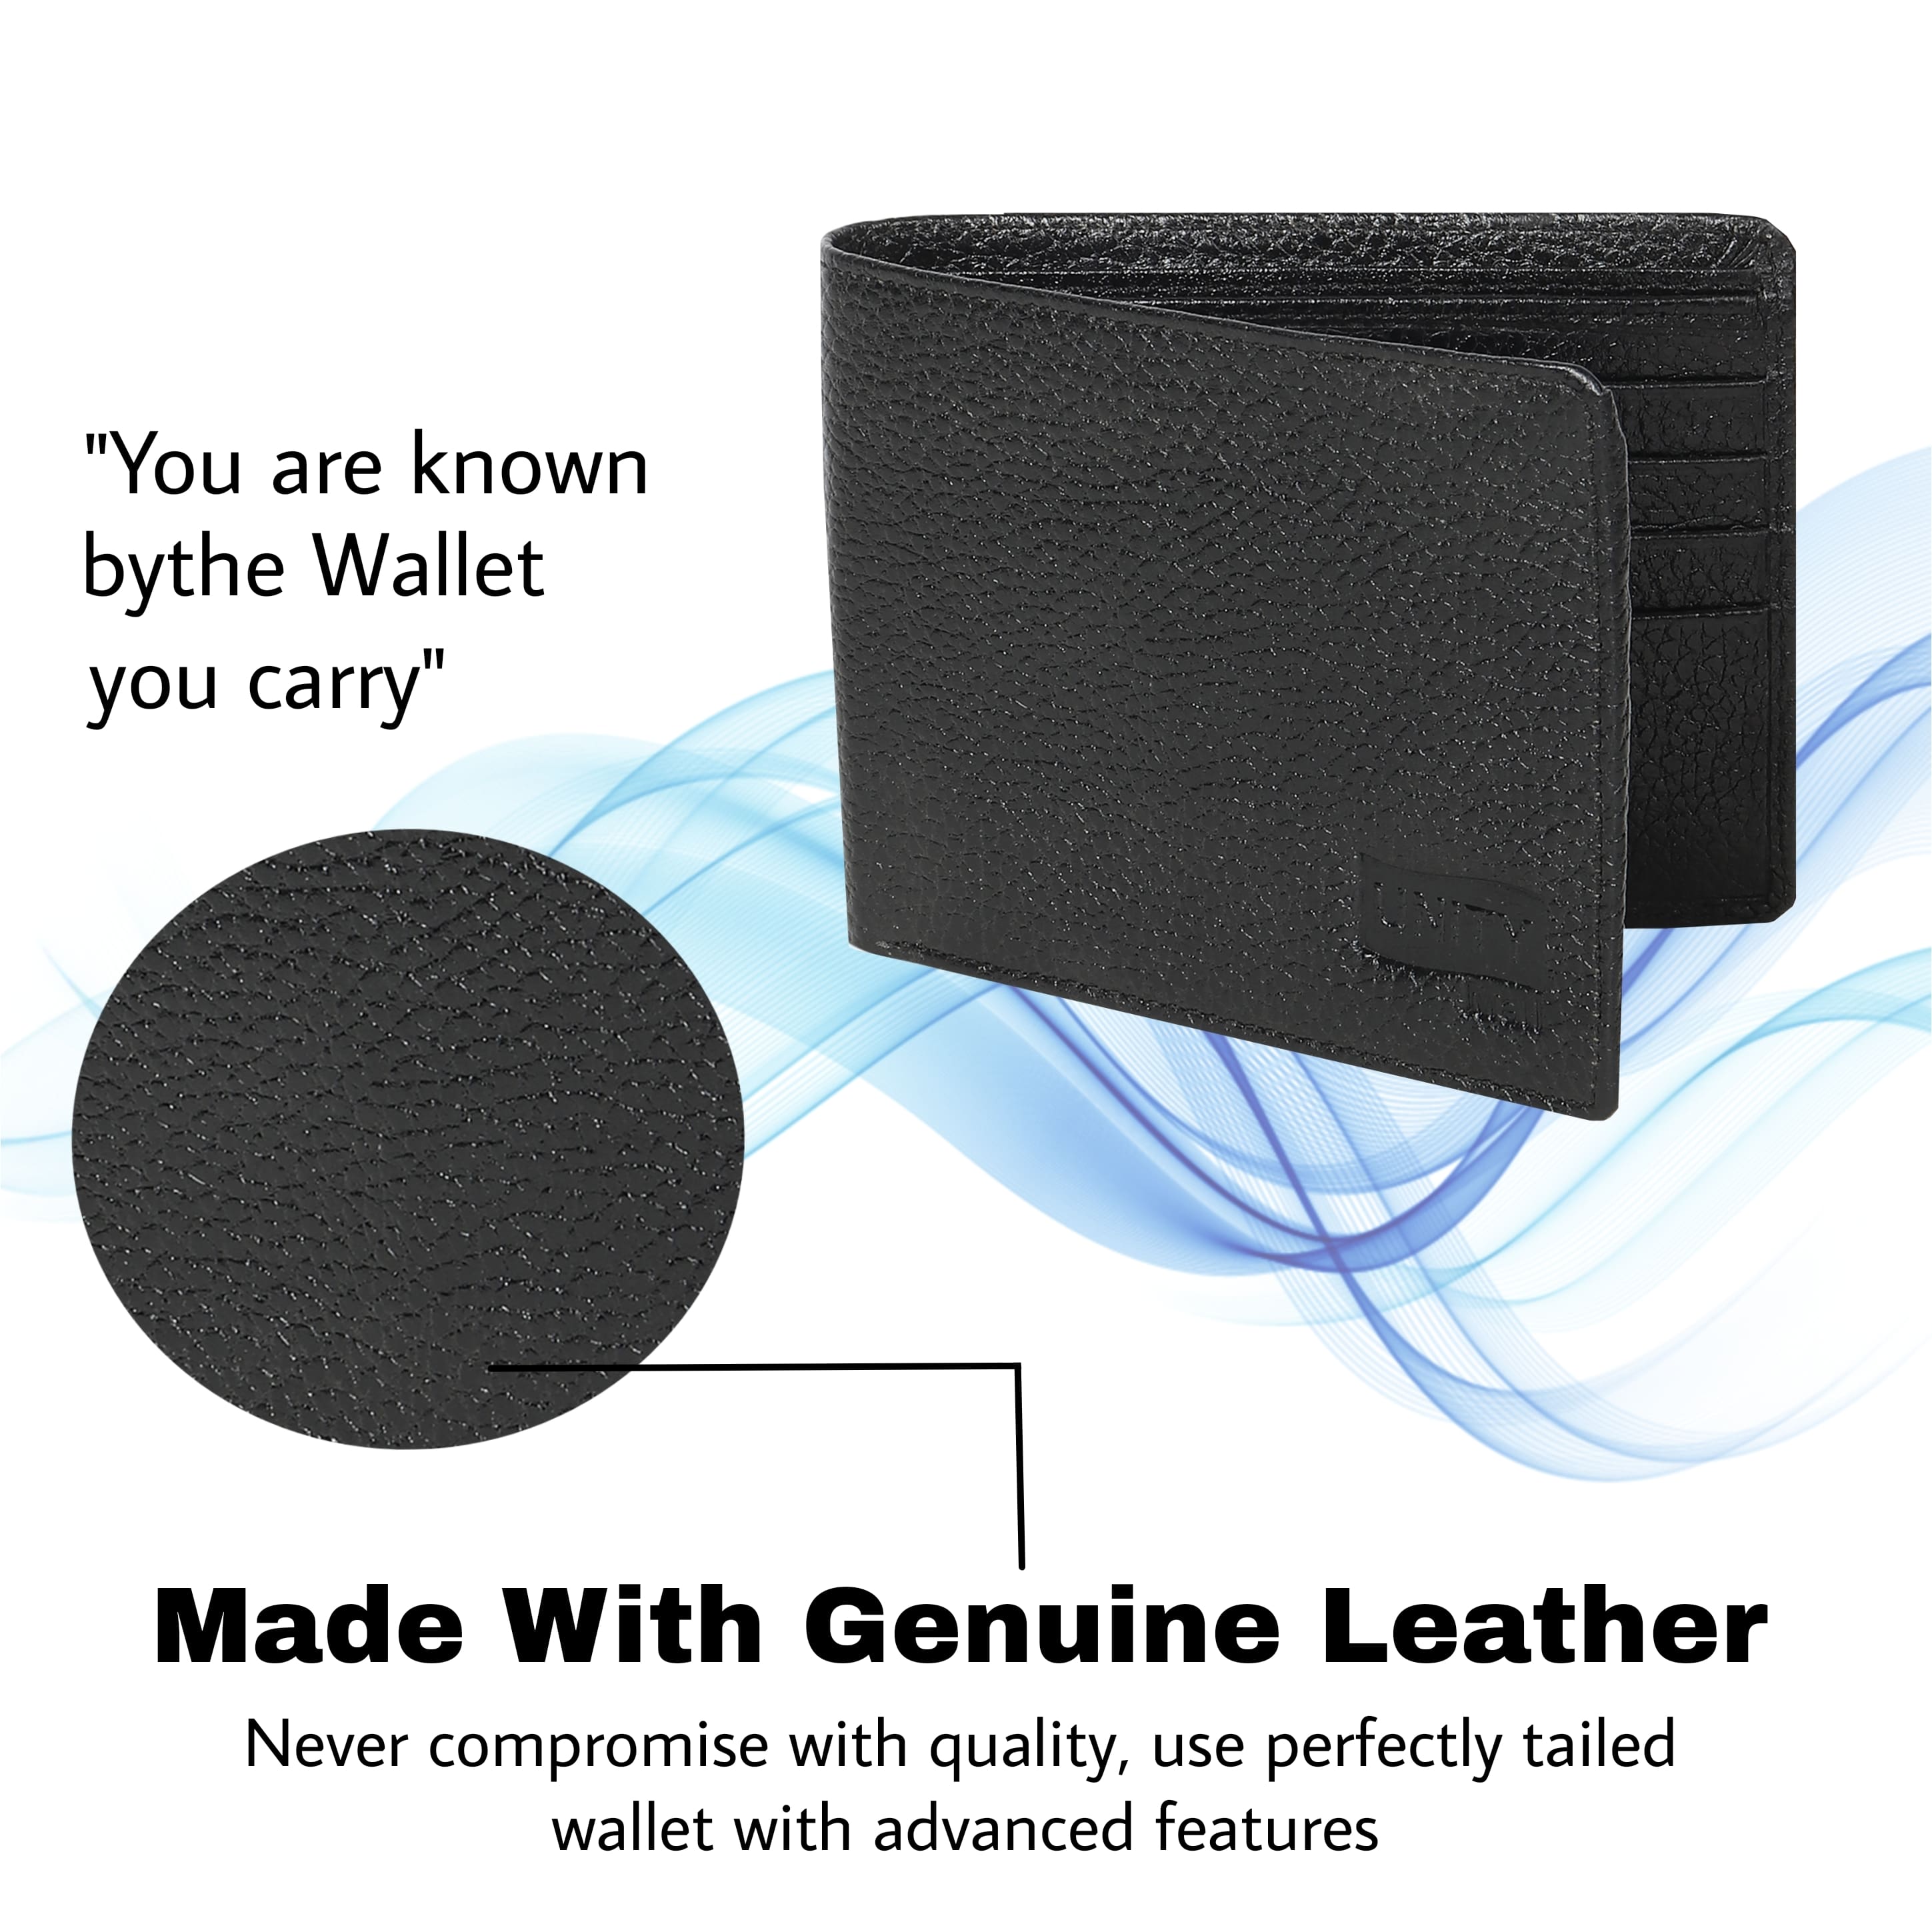 "You are known
bythe Wallet
you carry"
UNITY
Made With Genuine Leather
Never compromise with quality, use perfectly tailed
wallet with advanced features